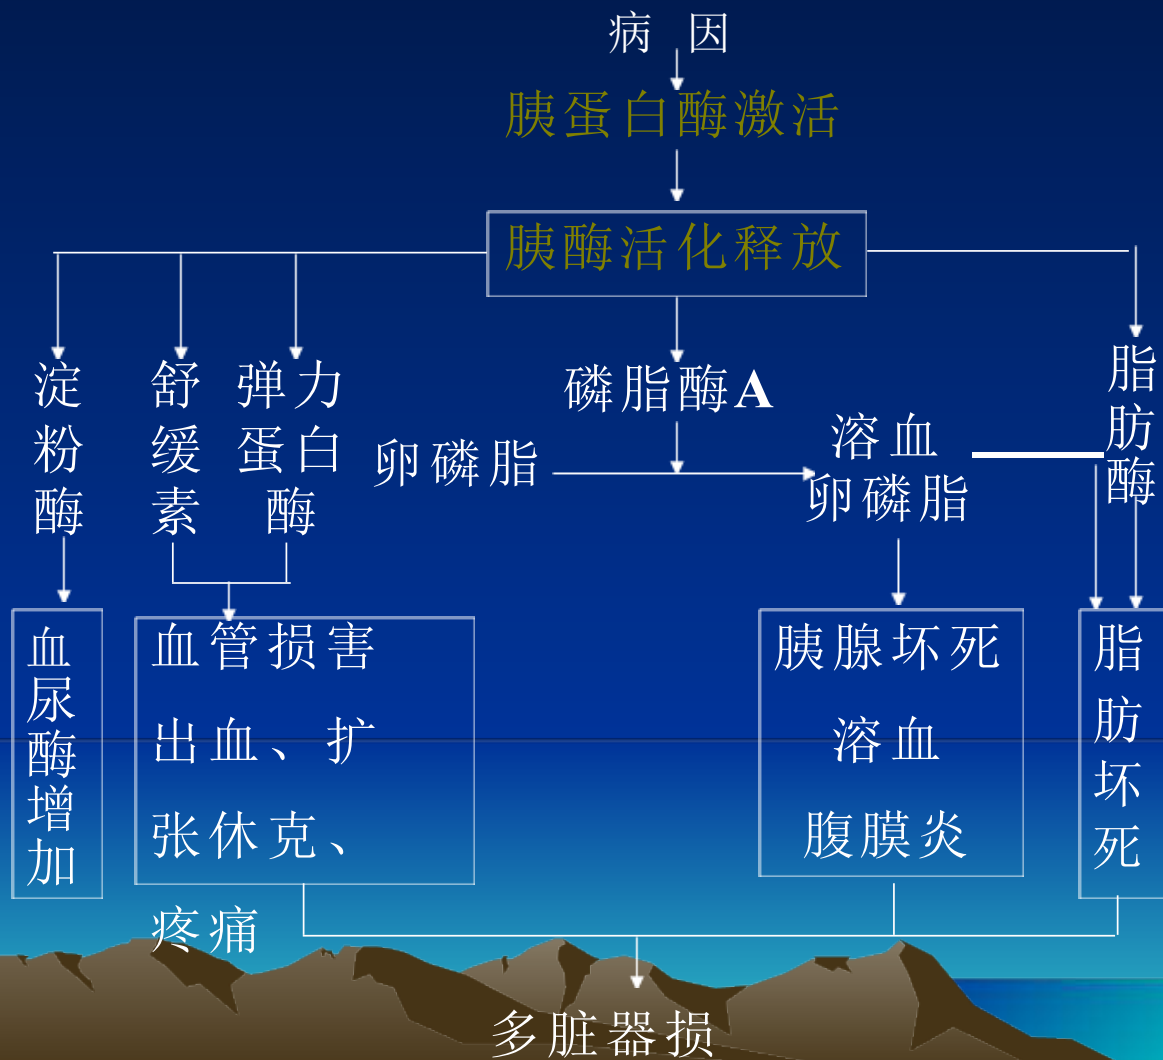 病 因
胰蛋白酶激活
胰酶活化释放
淀粉酶
舒缓素
弹力
蛋白
酶
磷脂酶A
卵磷脂
溶血
卵磷脂
脂肪酶
血尿酶增加
血管损害
出血、扩
张休克、
疼痛
胰腺坏死
溶血
腹膜炎
脂肪坏死
多脏器损